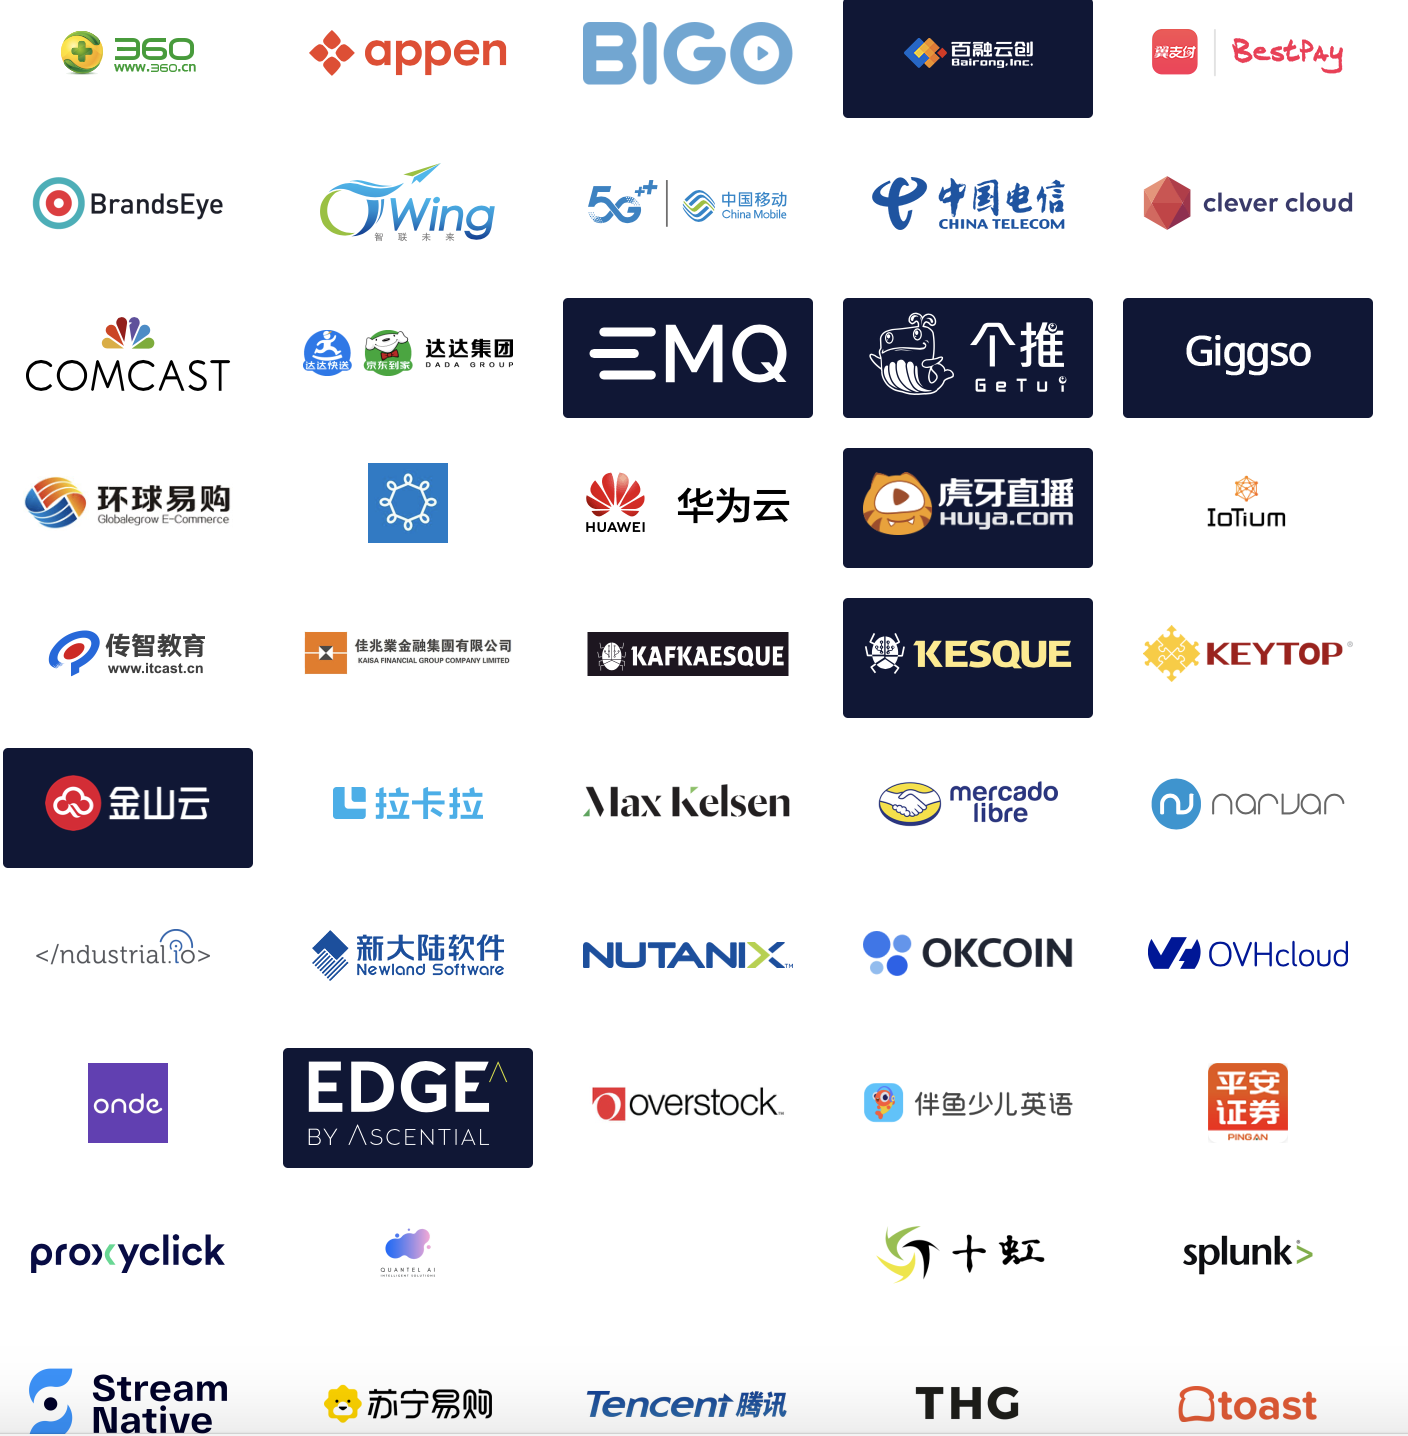 360
www.360.cn
appen
BIGO
百融云创
Bairong.Inc.
翼支付
BestPay
BrandsEye
Wing
智联未来
5G++
中国移动
China Mobile
中国电信
CHINA TELECOM
clever cloud
COMCAST
达达快送
京东到家
达达集团
DADA GROUP
EMQ
个推
GeTui
Giggso
环球易购
Globalegrow E-Commerce
HUAWEI
华为云
虎牙直播
HUYA.COM
IoTium
传智教育
www.itcast.cn
佳兆業金融集團有限公司
KAISA FINANCIAL GROUP COMPANY LIMITED
KAFKAESQUE
KESQUE
KEYTOP
金山云
拉卡拉
Max Kelsen
mercado
libre
narvar
</ndustrial.io>
新大陆软件
Newland Software
NUTANIX™
OKCOIN
OVHcloud
onde
EDGE
BY ASCENTIAL
overstock™
伴鱼少儿英语
平安
证券
PINGAN
proxyclick
QUANTEL AI
INTELLIGENT SOLUTIONS
十虹
splunk>
Stream
Native
苏宁易购
Tencent 腾讯
THG
toast